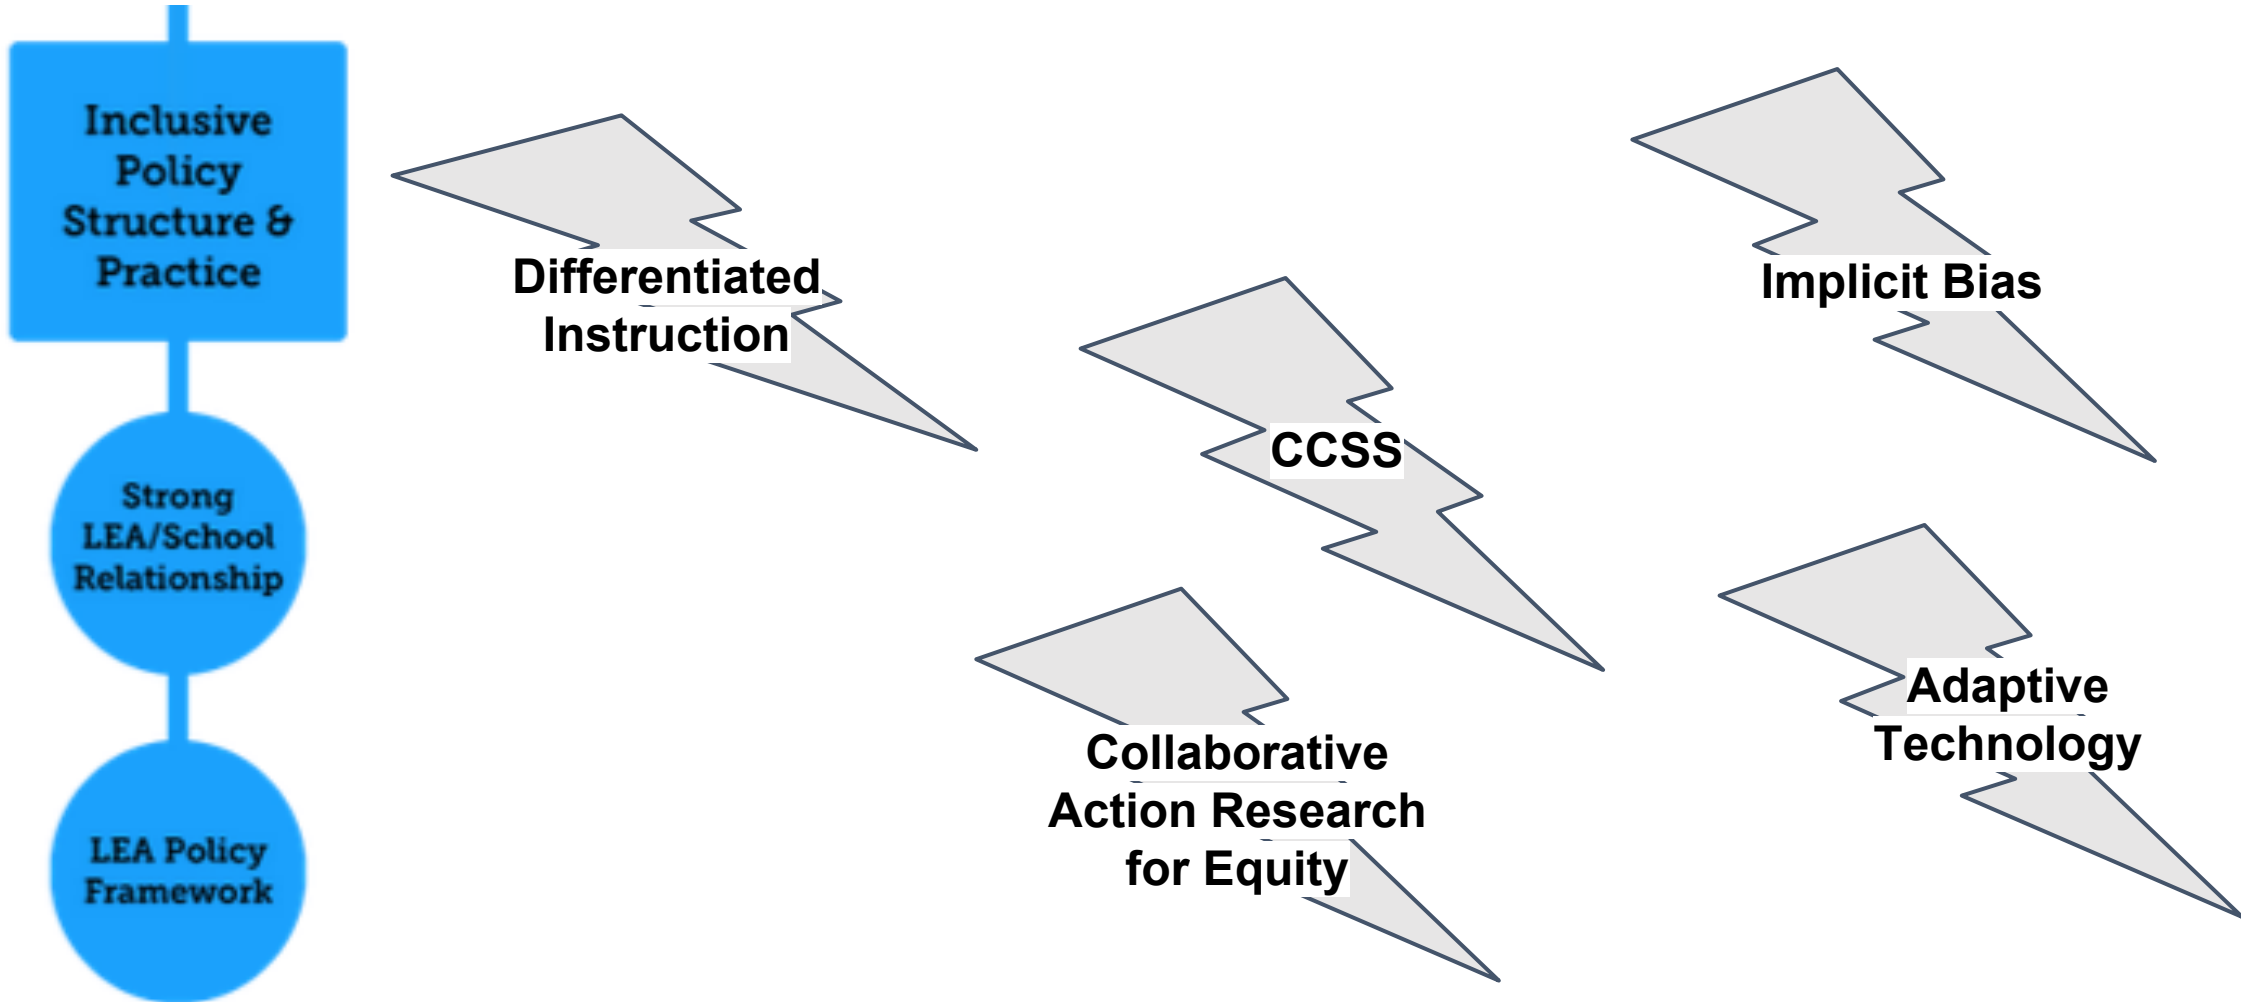 Inclusive
Policy
Structure &
Practice
Strong
LEA/School
Relationship
LEA Policy
Framework
Differentiated
Instruction
CCSS
Collaborative
Action Research
for Equity
Implicit Bias
Adaptive
Technology